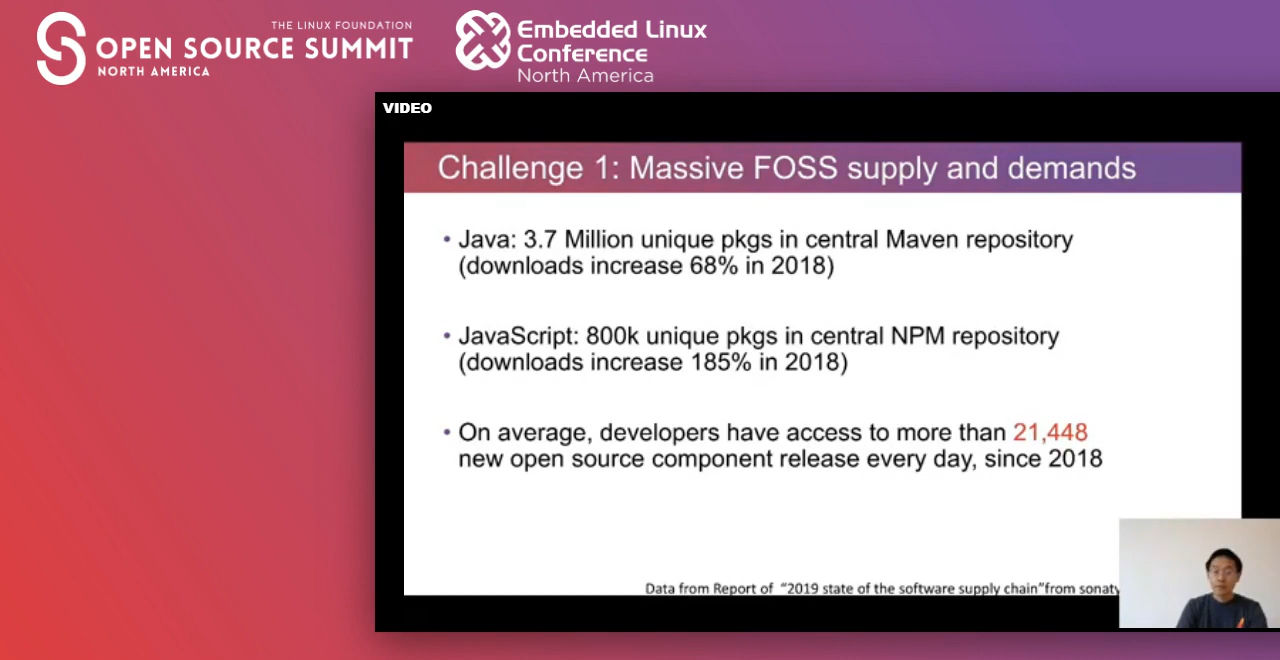 THE LINUX FOUNDATION
OPEN SOURCE SUMMIT
NORTH AMERICA
Embedded Linux
Conference
North America
VIDEO
Challenge 1: Massive FOSS supply and demands
• Java: 3.7 Million unique pkgs in central Maven repository
(downloads increase 68% in 2018)
• JavaScript: 800k unique pkgs in central NPM repository
(downloads increase 185% in 2018)
• On average, developers have access to more than 21,448
new open source component release every day, since 2018
Data from Report of “2019 state of the software supply chain”from